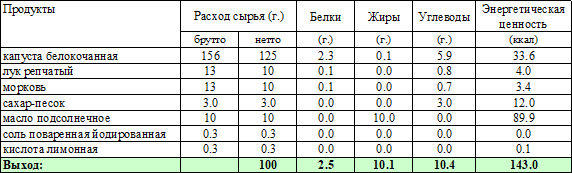 Продукты Расход сырья (г.) Белки Жиры Углеводы Энергетическая ценность
брутто нетто (г.) (г.) (г.) (ккал)
капуста белокочанная 156 125 2.3 0.1 5.9 33.6
лук репчатый 13 10 0.1 0.0 0.8 4.0
морковь 13 10 0.1 0.0 0.7 3.4
сахар-песок 3.0 3.0 0.0 0.0 3.0 12.0
масло подсолнечное 10 10 0.0 10.0 0.0 89.9
соль поваренная йодированная 0.3 0.3 0.0 0.0 0.0 0.0
кислота лимонная 0.3 0.3 0.0 0.0 0.0 0.1
Выход: 100 2.5 10.1 10.4 143.0